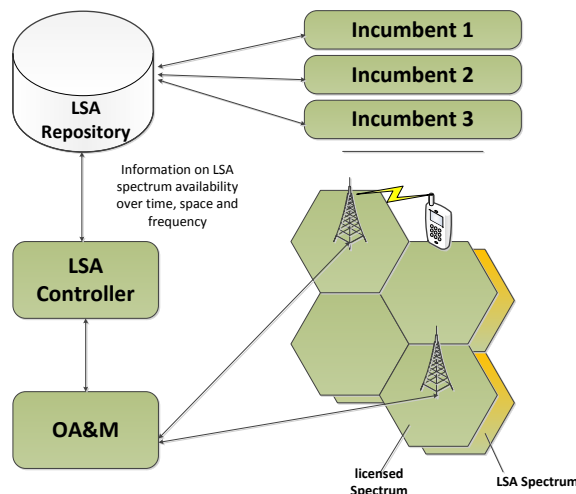 Incumbent 1
Incumbent 2
Incumbent 3
LSA
Repository
Information on LSA
spectrum availability
over time, space and
frequency
LSA
Controller
OA&M
licensed
Spectrum
LSA Spectrum